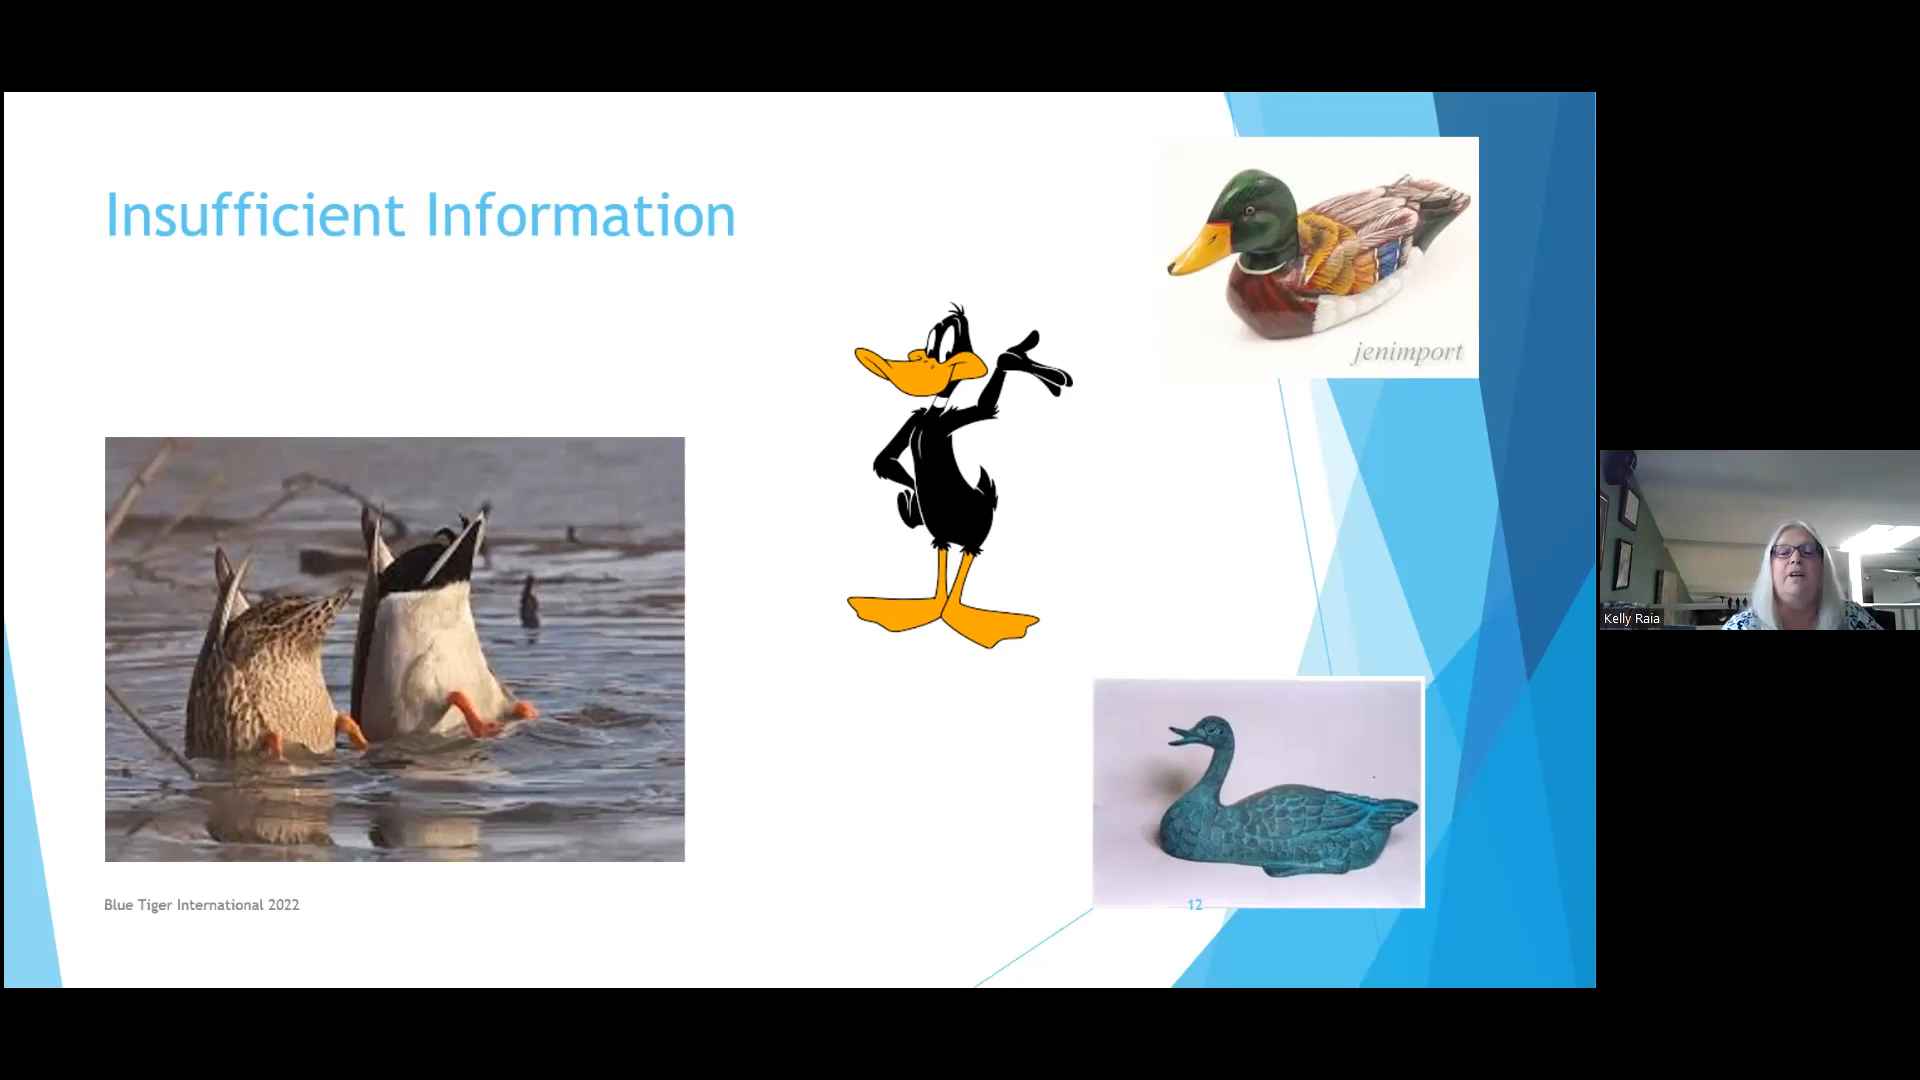 Insufficient Information
jenimport
Kelly Raia
Blue Tiger International 2022
12